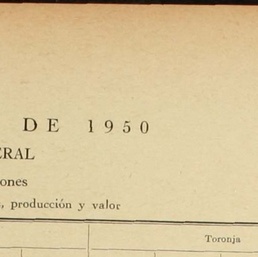 DE 1950
ERAL
ones
, producción y valor
Toronja